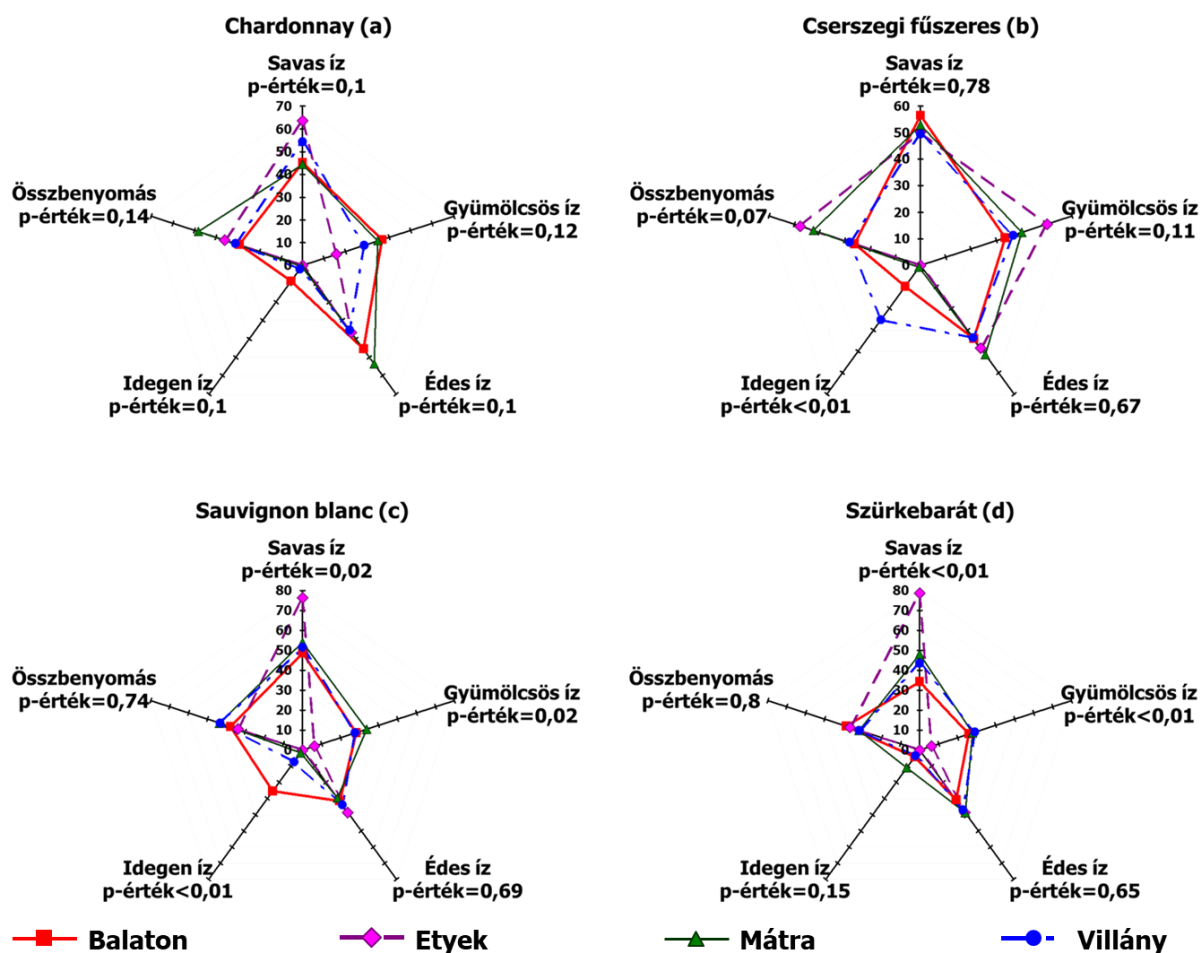 Chardonnay (a)
Savas íz
p-érték=0,1
70
60
50
40
30
20
10
0
Gyümölcsös íz
p-érték=0,12
Édes íz
p-érték=0,1
Idegen íz
p-érték=0,1
Összbenyomás
p-érték=0,14
Cserszegi fűszeres (b)
Savas íz
p-érték=0,78
60
50
40
30
20
10
0
Gyümölcsös íz
p-érték=0,11
Édes íz
p-érték=0,67
Idegen íz
p-érték<0,01
Összbenyomás
p-érték=0,07
Sauvignon blanc (c)
Savas íz
p-érték=0,02
80
70
60
50
40
30
20
10
0
Gyümölcsös íz
p-érték=0,02
Édes íz
p-érték=0,69
Idegen íz
p-érték<0,01
Összbenyomás
p-érték=0,74
Szürkebarát (d)
Savas íz
p-érték<0,01
80
70
60
50
40
30
20
10
0
Gyümölcsös íz
p-érték<0,01
Édes íz
p-érték=0,65
Idegen íz
p-érték=0,15
Összbenyomás
p-érték=0,8
Balaton
Etyek
Mátra
Villány